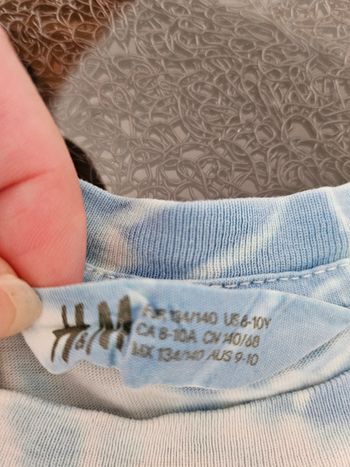 H&M
EUR 134/140 US 8-10Y
CA 8-10A CN 140/68
MX 134/140 AUS 9-10